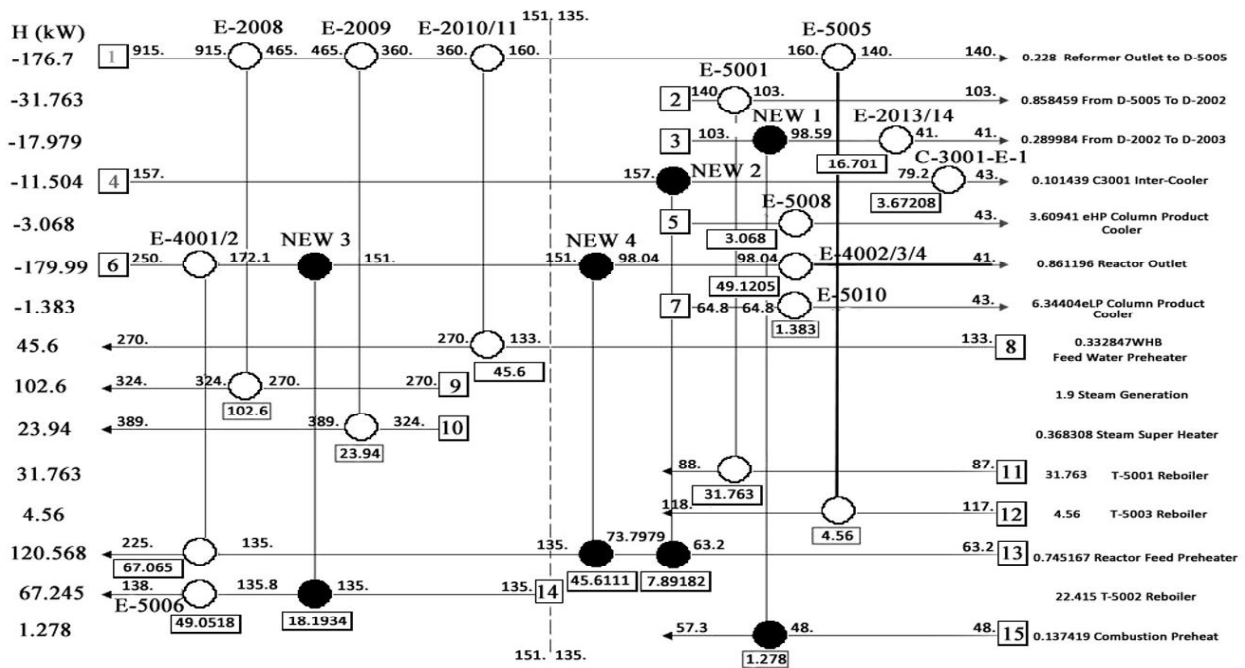 151. 135.
H (kW) E-2008 E-2009 E-2010/11 E-5005
-176.7 1 915. 915. 465. 465. 360. 360. 160. 160. 140. 140. 0.228 Reformer Outlet to D-5005
E-5001
-31.763 2 140 103. 103. 0.858459 From D-5005 To D-2002
NEW 1 E-2013/14
-17.979 3 103. 98.59 41. 41. 0.289984 From D-2002 To D-2003
16.701 C-3001-E-1
-11.504 4 157. 157. NEW 2 79.2 43. 0.101439 C3001 Inter-Cooler
3.67208
E-5008
-3.068 5 43. 3.60941 eHP Column Product
Cooler
3.068
E-4001/2 NEW 3 NEW 4 E-4002/3/4
-179.99 6 250. 172.1 151. 151. 98.04 98.04 41. 0.861196 Reactor Outlet
49.1205 E-5010
-1.383 7 64.8 64.8 43. 6.34404eLP Column Product
Cooler
1.383
45.6 270. 270. 133. 133. 8 0.332847WHB
Feed Water Preheater
45.6
102.6 324. 324. 270. 270. 9 1.9 Steam Generation
102.6
23.94 389. 389. 324. 10 0.368308 Steam Super Heater
23.94
31.763 88. 87. 11 31.763 T-5001 Reboiler
31.763
4.56 118. 117. 12 4.56 T-5003 Reboiler
4.56
120.568 225. 135. 135. 73.7979 63.2 63.2 13 0.745167 Reactor Feed Preheater
67.065 45.6111 7.89182
67.245 138. 135.8 135. 135. 14 22.415 T-5002 Reboiler
E-5006 49.0518 18.1934
1.278 57.3 48. 48. 15 0.137419 Combustion Preheat
1.278
151. 135.